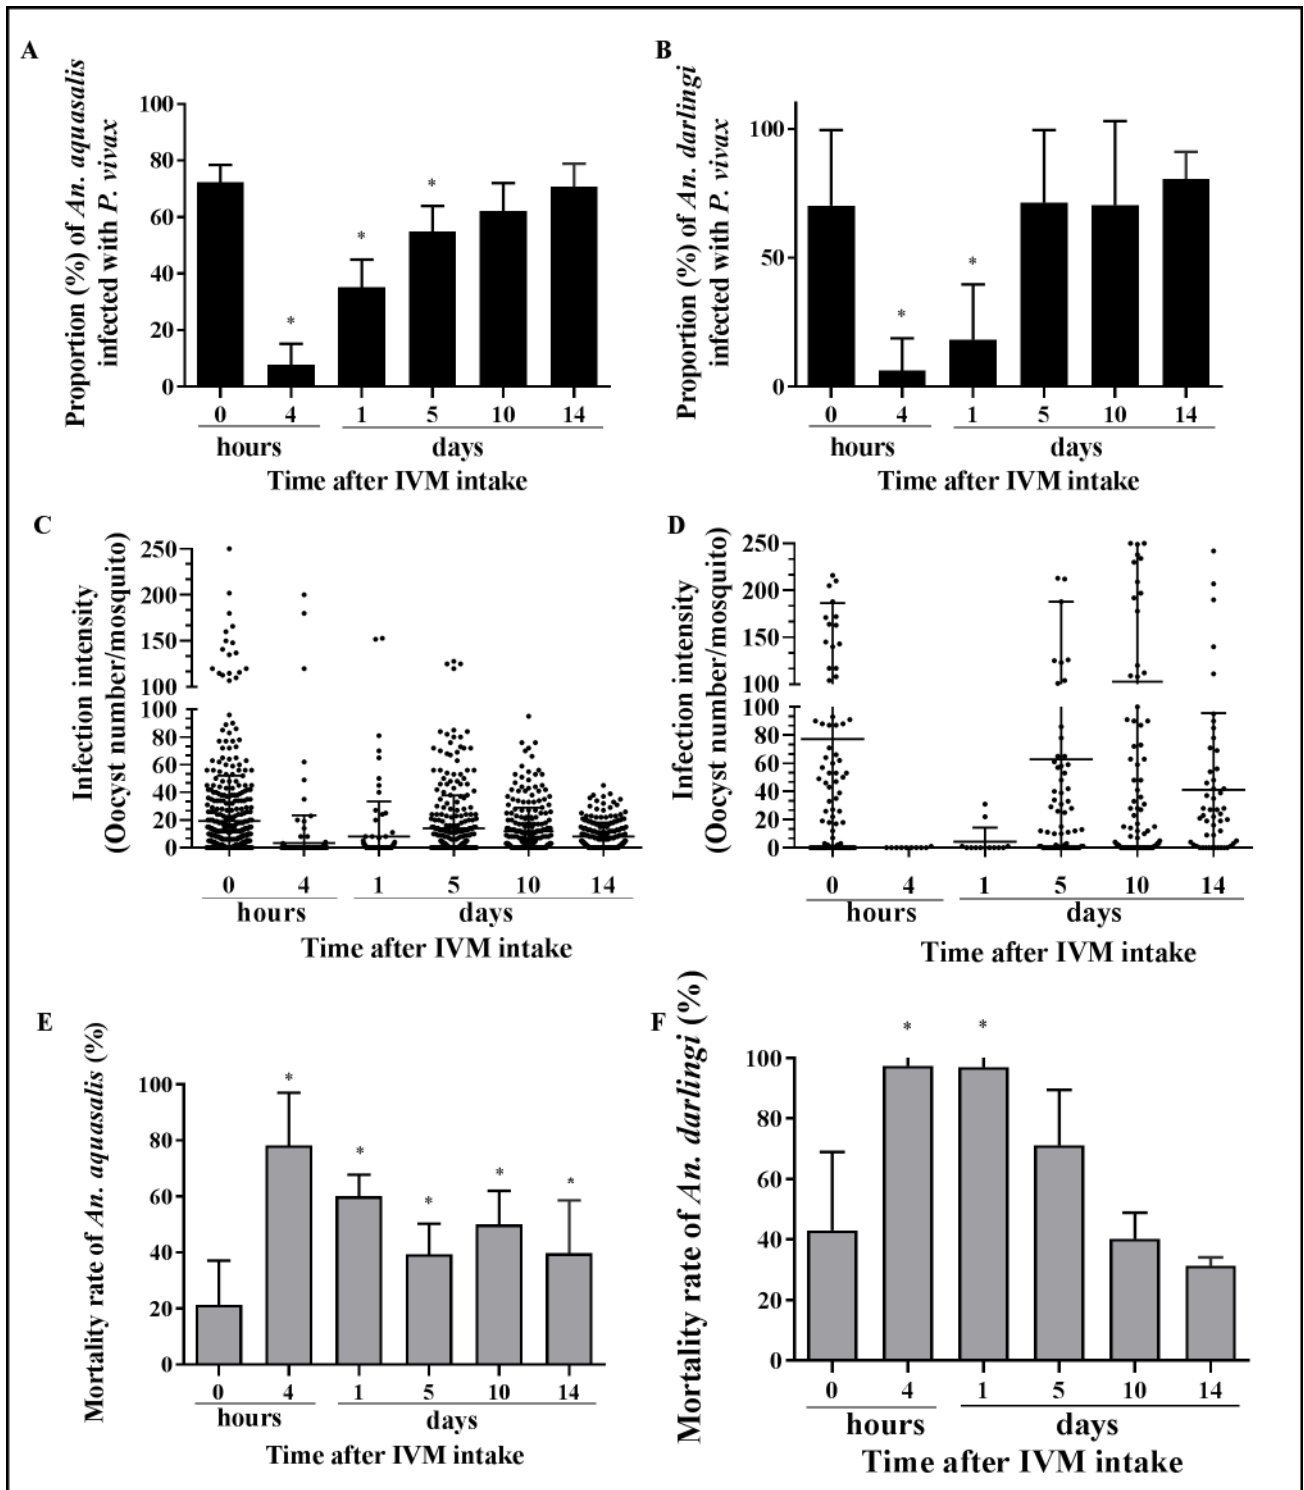 A
Proportion (%) of An. aquasalis
infected with P. vivax
100
80
60
40
20
0
*
*
*
0 4 1 5 10 14
hours days
Time after IVM intake
B
Proportion (%) of An. darlingi
infected with P. vivax
100
50
0
*
*
0 4 1 5 10 14
hours days
Time after IVM intake
C
Infection intensity
(Oocyst number/mosquito)
250
200
150
100
100
80
60
40
20
0
0 4 1 5 10 14
hours days
Time after IVM intake
D
Infection intensity
(Oocyst number/mosquito)
250
200
150
100
100
80
60
40
20
0
0 4 1 5 10 14
hours days
Time after IVM intake
E
Mortality rate of An. aquasalis (%)
100
80
60
40
20
0
*
*
*
*
*
0 4 1 5 10 14
hours days
Time after IVM intake
F
Mortality rate of An. darlingi (%)
100
80
60
40
20
0
* *
0 4 1 5 10 14
hours days
Time after IVM intake